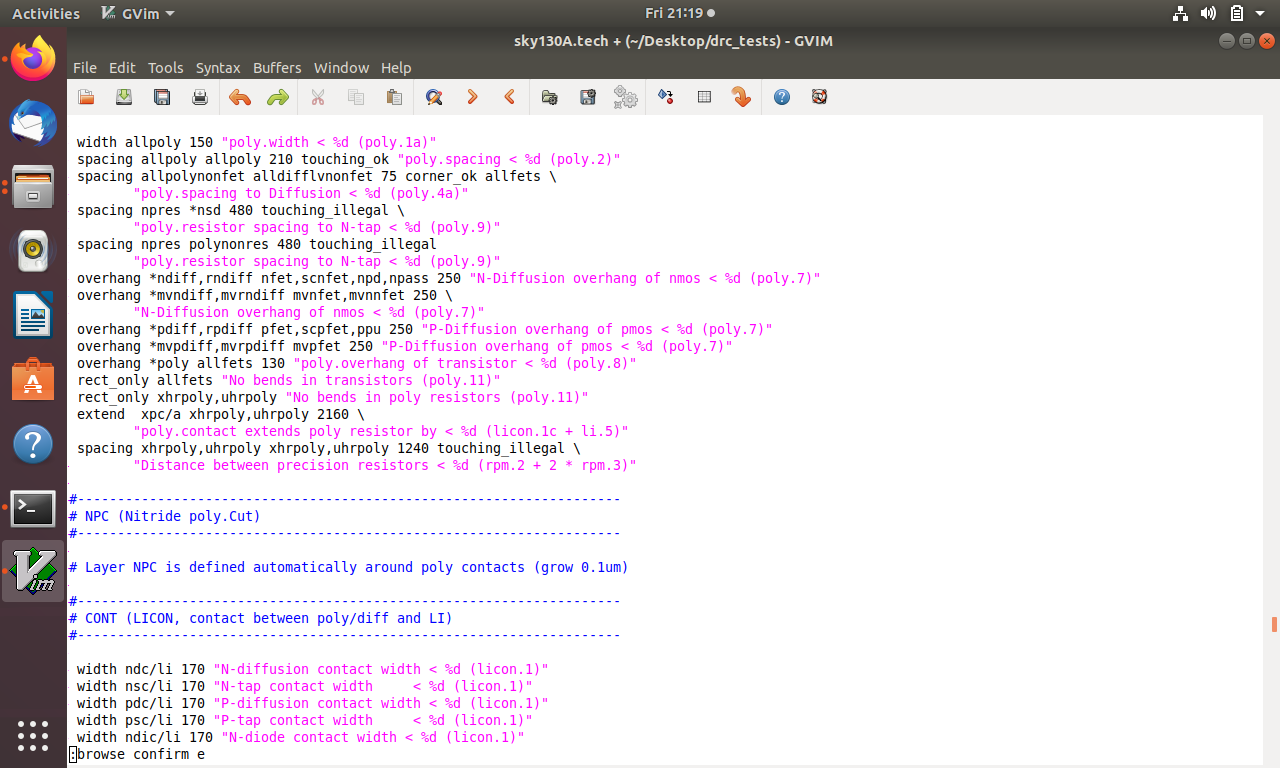 Activities GVim Fri 21:19
sky130A.tech + (~/Desktop/drc_tests) - GVIM
File Edit Tools Syntax Buffers Window Help
width allpoly 150 "poly.width < %d (poly.1a)"
spacing allpoly allpoly 210 touching_ok "poly.spacing < %d (poly.2)"
spacing allpolynonfet alldifflvnonfet 75 corner_ok allfets \
"poly.spacing to Diffusion < %d (poly.4a)"
spacing npres *nsd 480 touching_illegal \
"poly.resistor spacing to N-tap < %d (poly.9)"
spacing npres polynonres 480 touching_illegal
"poly.resistor spacing to N-tap < %d (poly.9)"
overhang *ndiff,rndiff nfet,scnfet,npd,npass 250 "N-Diffusion overhang of nmos < %d (poly.7)"
overhang *mvndiff,mvrndiff mvnfet,mvnnfet 250 \
"N-Diffusion overhang of nmos < %d (poly.7)"
overhang *pdiff,rpdiff pfet,scpfet,ppu 250 "P-Diffusion overhang of pmos < %d (poly.7)"
overhang *mvpdiff,mvrpdiff mvpfet 250 "P-Diffusion overhang of pmos < %d (poly.7)"
overhang *poly allfets 130 "poly.overhang of transistor < %d (poly.8)"
rect_only allfets "No bends in transistors (poly.11)"
rect_only xhrpoly,uhrpoly "No bends in poly resistors (poly.11)"
extend  xpc/a xhrpoly,uhrpoly 2160 \
"poly.contact extends poly resistor by < %d (licon.1c + li.5)"
spacing xhrpoly,uhrpoly xhrpoly,uhrpoly 1240 touching_illegal \
"Distance between precision resistors < %d (rpm.2 + 2 * rpm.3)"
#--------------------------------------------------------------------
# NPC (Nitride poly.Cut)
#--------------------------------------------------------------------
# Layer NPC is defined automatically around poly contacts (grow 0.1um)
#--------------------------------------------------------------------
# CONT (LICON, contact between poly/diff and LI)
#--------------------------------------------------------------------
width ndc/li 170 "N-diffusion contact width < %d (licon.1)"
width nsc/li 170 "N-tap contact width     < %d (licon.1)"
width pdc/li 170 "P-diffusion contact width < %d (licon.1)"
width psc/li 170 "P-tap contact width     < %d (licon.1)"
width ndic/li 170 "N-diode contact width < %d (licon.1)"
:browse confirm e